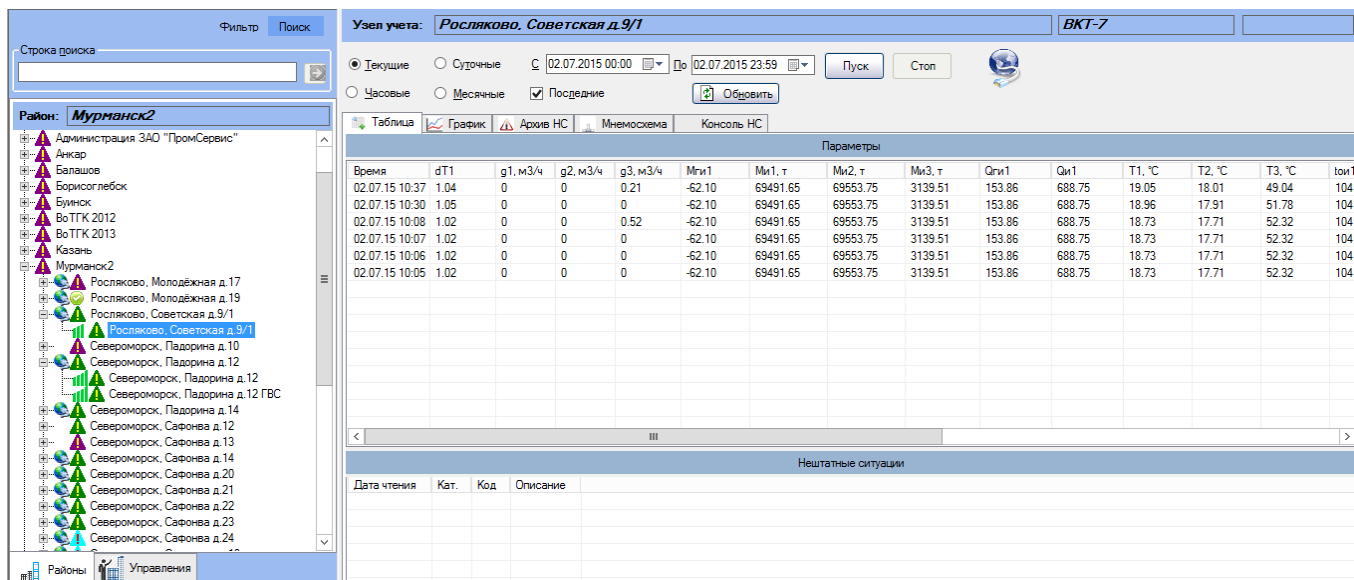 Фильтр Поиск
Строка поиска
Район: Мурманск2
Администрация ЗАО "ПромСервис"
Анкар
Балашов
Борисоглебск
Буинск
ВоТГК 2012
ВоТГК 2013
Казань
Мурманск2
Росляково, Молодёжная д.17
Росляково, Молодёжная д.19
Росляково, Советская д.9/1
Росляково, Советская д.9/1
Североморск, Падорина д.10
Североморск, Падорина д.12
Североморск, Падорина д.12
Североморск, Падорина д.12 ГВС
Североморск, Падорина д.14
Североморск, Сафонва д.12
Североморск, Сафонва д.13
Североморск, Сафонва д.14
Североморск, Сафонва д.20
Североморск, Сафонва д.21
Североморск, Сафонва д.22
Североморск, Сафонва д.23
Североморск, Сафонва д.24
Районы Управления
Узел учета: Росляково, Советская д.9/1 ВКТ-7
Текущие Суточные С 02.07.2015 00:00 По 02.07.2015 23:59 Пуск Стоп
Часовые Месячные Последние Обновить
Таблица График Архив НС Мнемосхема Консоль НС
Параметры
Время dT1 g1, м3/ч g2, м3/ч g3, м3/ч Мги1 Ми1, т Ми2, т Ми3, т Qги1 Qи1 T1, °C T2, °C T3, °C tои1
02.07.15 10:37 1.04 0 0 0.21 -62.10 69491.65 69553.75 3139.51 153.86 688.75 19.05 18.01 49.04 104
02.07.15 10:30 1.05 0 0 0 -62.10 69491.65 69553.75 3139.51 153.86 688.75 18.96 17.91 51.78 104
02.07.15 10:08 1.02 0 0 0.52 -62.10 69491.65 69553.75 3139.51 153.86 688.75 18.73 17.71 52.32 104
02.07.15 10:07 1.02 0 0 0 -62.10 69491.65 69553.75 3139.51 153.86 688.75 18.73 17.71 52.32 104
02.07.15 10:06 1.02 0 0 0 -62.10 69491.65 69553.75 3139.51 153.86 688.75 18.73 17.71 52.32 104
02.07.15 10:05 1.02 0 0 0 -62.10 69491.65 69553.75 3139.51 153.86 688.75 18.73 17.71 52.32 104
Нештатные ситуации
Дата чтения Кат. Код Описание